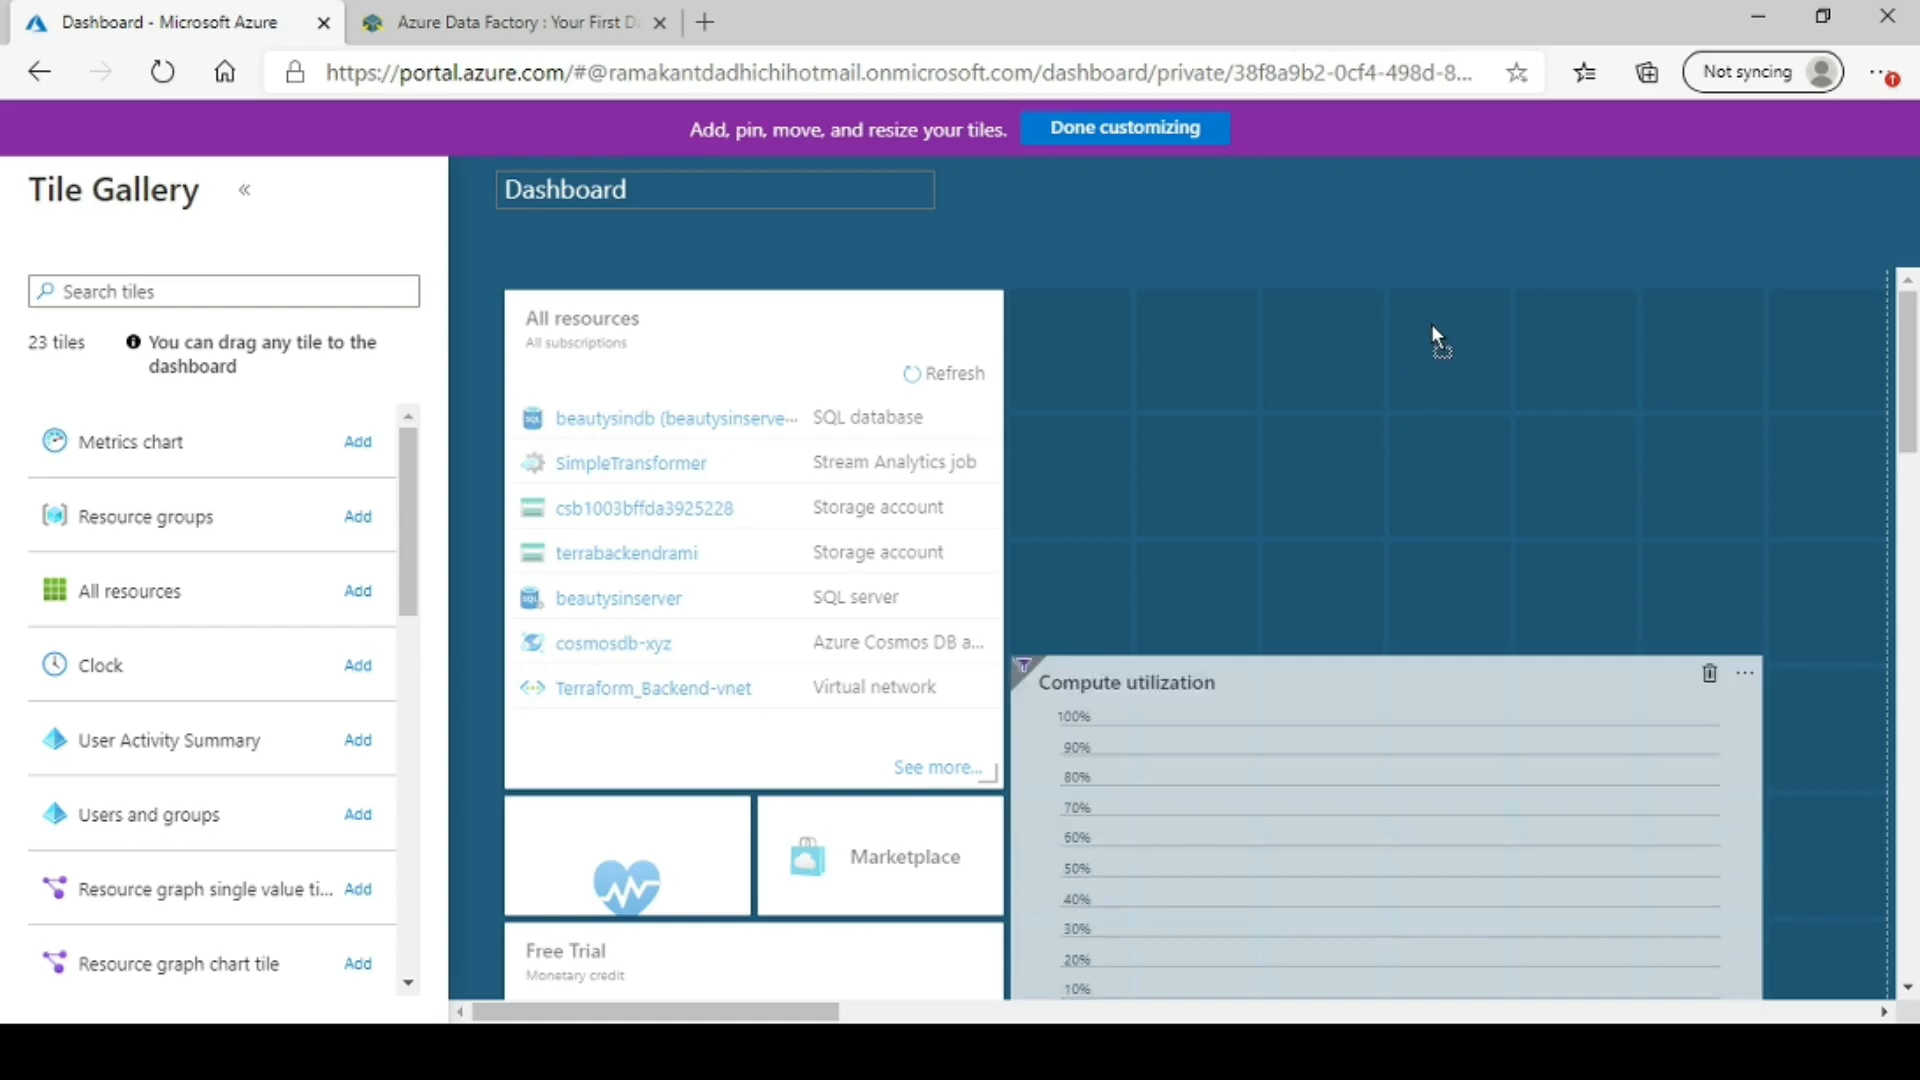 Dashboard - Microsoft Azure
Azure Data Factory : Your First D
https://portal.azure.com/#@ramakantdadhichihotmail.onmicrosoft.com/dashboard/private/38f8a9b2-0cf4-498d-8...
Not syncing
Add, pin, move, and resize your tiles.
Done customizing
Tile Gallery «
Search tiles
23 tiles
You can drag any tile to the
dashboard
Metrics chart Add
Resource groups Add
All resources Add
Clock Add
User Activity Summary Add
Users and groups Add
Resource graph single value ti... Add
Resource graph chart tile Add
Dashboard
All resources
All subscriptions
Refresh
beautysindb (beautysinserve... SQL database
SimpleTransformer Stream Analytics job
csb1003bffda3925228 Storage account
terrabackendrami Storage account
beautysinserver SQL server
cosmosdb-xyz Azure Cosmos DB a...
Terraform_Backend-vnet Virtual network
See more...
Marketplace
Free Trial
Monetary credit
Compute utilization
100%
90%
80%
70%
60%
50%
40%
30%
20%
10%